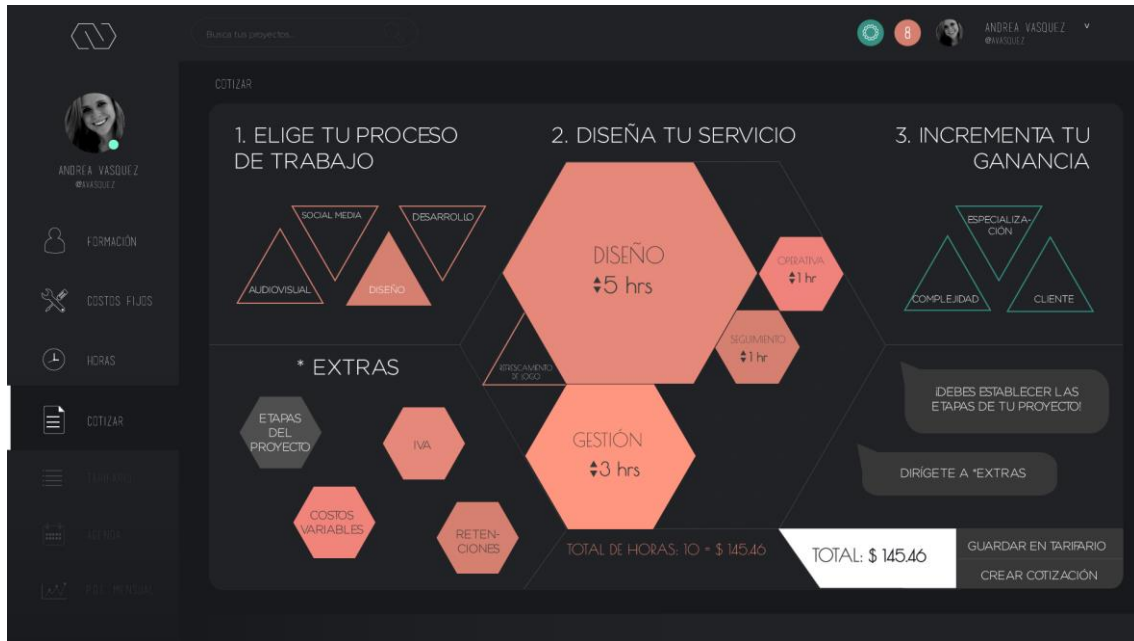 Busca tus proyectos.
8
ANDREA VASQUEZ
@AVASQUEZ
ANDREA VASQUEZ
@AVASQUEZ
FORMACIÓN
COSTOS FIJOS
HORAS
COTIZAR
AGENDA
COTIZAR
1. ELIGE TU PROCESO
DE TRABAJO
SOCIAL MEDIA
DESARROLLO
AUDIOVISUAL
DISEÑO
2. DISEÑA TU SERVICIO
DISEÑO
5 hrs
OPERATIVA
1 hr
SEGUIMIENTO
1 hr
REFRESCAMIENTO
DE LOGO
GESTIÓN
3 hrs
TOTAL DE HORAS: 10 = $ 145.46
3. INCREMENTA TU
GANANCIA
ESPECIALIZA-
CIÓN
COMPLEJIDAD
CLIENTE
* EXTRAS
ETAPAS
DEL
PROYECTO
IVA
COSTOS
VARIABLES
RETEN-
CIONES
¡DEBES ESTABLECER LAS
ETAPAS DE TU PROYECTO!
DIRÍGETE A *EXTRAS
TOTAL: $ 145.46
GUARDAR EN TARIFARIO
CREAR COTIZACIÓN